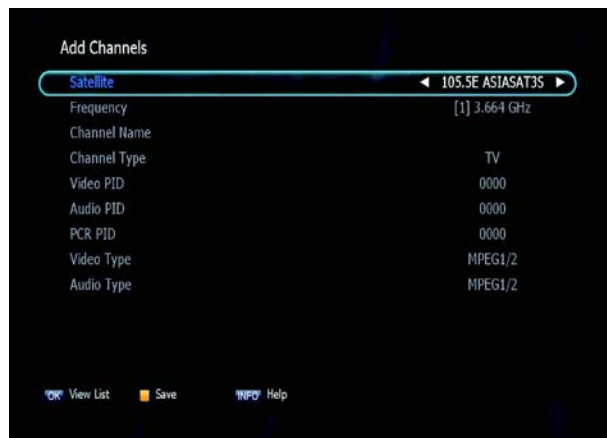 Add Channels
Satellite ◄ 105.5E ASIASAT3S ►
Frequency [1] 3.664 GHz
Channel Name
Channel Type TV
Video PID 0000
Audio PID 0000
PCR PID 0000
Video Type MPEG1/2
Audio Type MPEG1/2
OK View List Save INFO Help